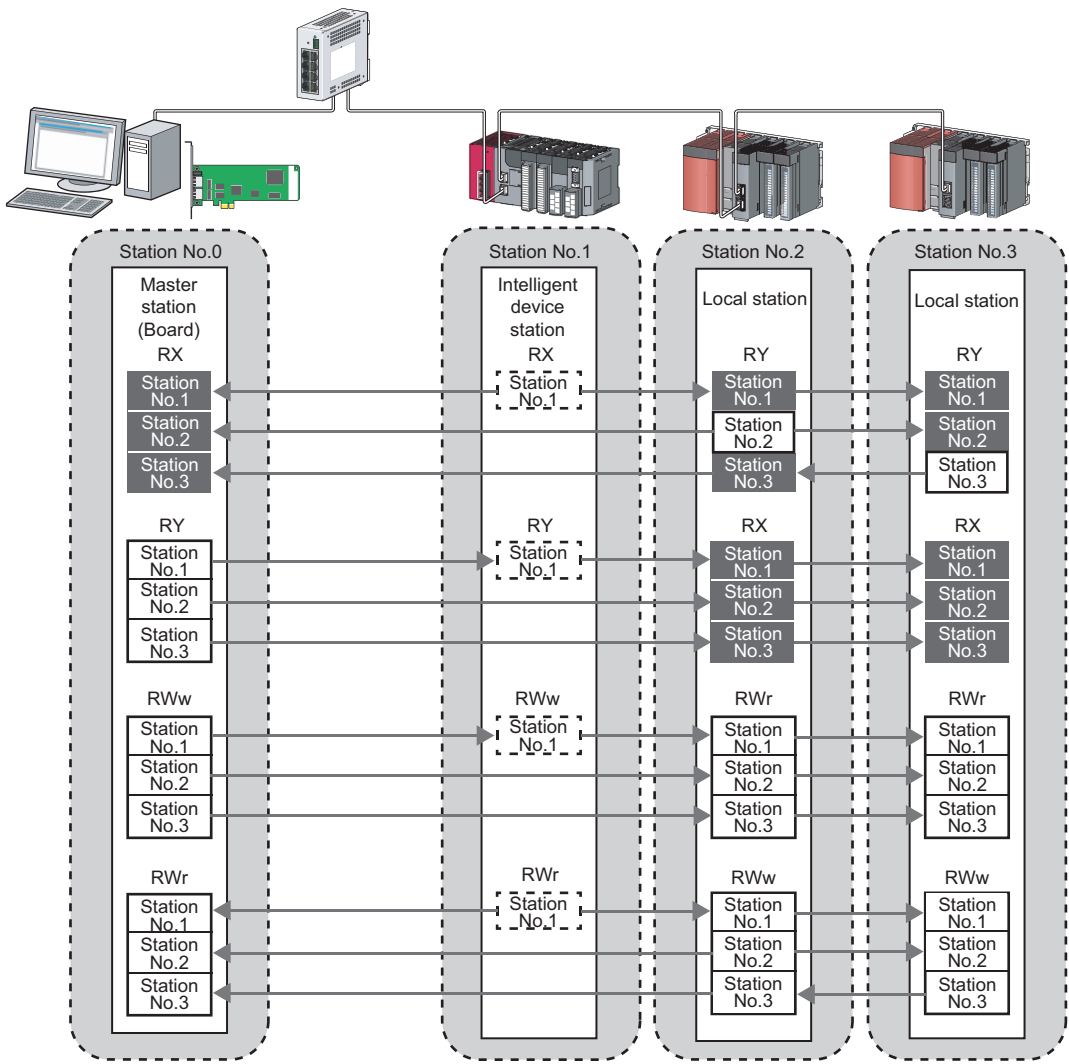 Station No.0
Master
station
(Board)
RX
Station
No.1
Station
No.2
Station
No.3
RY
Station
No.1
Station
No.2
Station
No.3
RWw
Station
No.1
Station
No.2
Station
No.3
RWr
Station
No.1
Station
No.2
Station
No.3
Station No.1
Intelligent
device
station
RX
Station
No.1
RY
Station
No.1
RWw
Station
No.1
RWr
Station
No.1
Station No.2
Local station
RY
Station
No.1
Station
No.2
Station
No.3
RX
Station
No.1
Station
No.2
Station
No.3
RWr
Station
No.1
Station
No.2
Station
No.3
RWw
Station
No.1
Station
No.2
Station
No.3
Station No.3
Local station
RY
Station
No.1
Station
No.2
Station
No.3
RX
Station
No.1
Station
No.2
Station
No.3
RWr
Station
No.1
Station
No.2
Station
No.3
RWw
Station
No.1
Station
No.2
Station
No.3